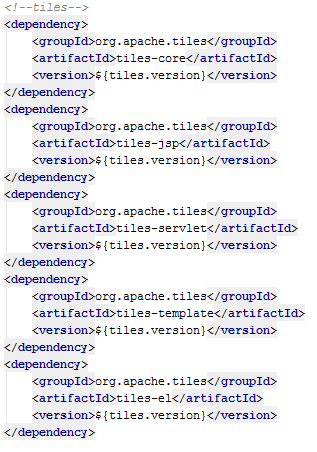 <!--tiles-->
<dependency>
    <groupId>org.apache.tiles</groupId>
    <artifactId>tiles-core</artifactId>
    <version>${tiles.version}</version>
</dependency>
<dependency>
    <groupId>org.apache.tiles</groupId>
    <artifactId>tiles-jsp</artifactId>
    <version>${tiles.version}</version>
</dependency>
<dependency>
    <groupId>org.apache.tiles</groupId>
    <artifactId>tiles-servlet</artifactId>
    <version>${tiles.version}</version>
</dependency>
<dependency>
    <groupId>org.apache.tiles</groupId>
    <artifactId>tiles-template</artifactId>
    <version>${tiles.version}</version>
</dependency>
<dependency>
    <groupId>org.apache.tiles</groupId>
    <artifactId>tiles-el</artifactId>
    <version>${tiles.version}</version>
</dependency>